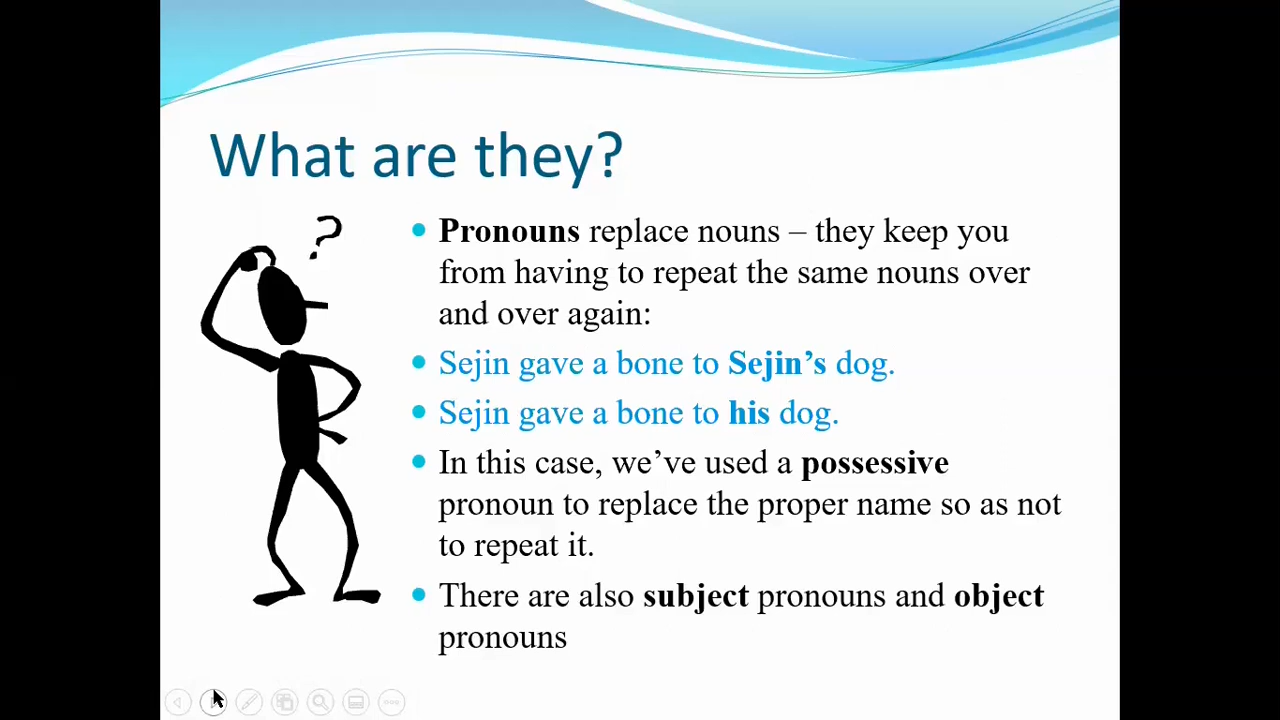 What are they?
?
• Pronouns replace nouns – they keep you
from having to repeat the same nouns over
and over again:
• Sejin gave a bone to Sejin’s dog.
• Sejin gave a bone to his dog.
• In this case, we’ve used a possessive
pronoun to replace the proper name so as not
to repeat it.
• There are also subject pronouns and object
pronouns